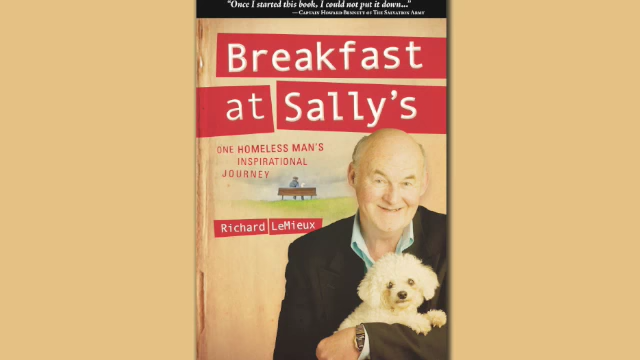 "Once I started this book, I could not put it down..."
—Captain Howard Bennett of The Salvation Army
Breakfast
at Sally's
ONE HOMELESS MAN'S
INSPIRATIONAL
JOURNEY
Richard LeMieux